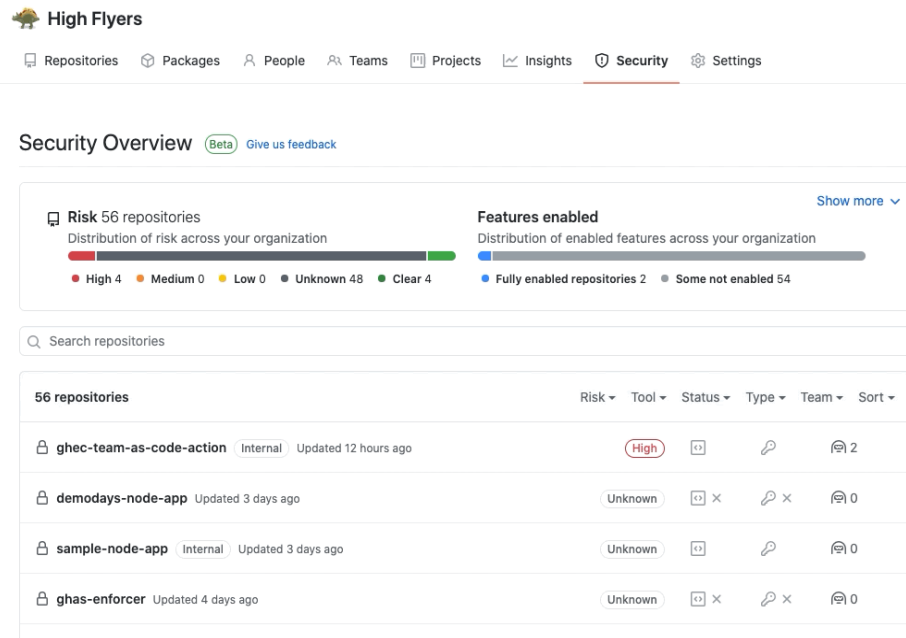 High Flyers
Repositories Packages People Teams Projects Insights Security Settings
Security Overview Beta Give us feedback
Show more
Risk 56 repositories
Distribution of risk across your organization
High 4 Medium 0 Low 0 Unknown 48 Clear 4
Features enabled
Distribution of enabled features across your organization
Fully enabled repositories 2 Some not enabled 54
Search repositories
56 repositories Risk Tool Status Type Team Sort
ghec-team-as-code-action Internal Updated 12 hours ago High 2
demodays-node-app Updated 3 days ago Unknown 0
sample-node-app Internal Updated 3 days ago Unknown 0
ghas-enforcer Updated 4 days ago Unknown 0